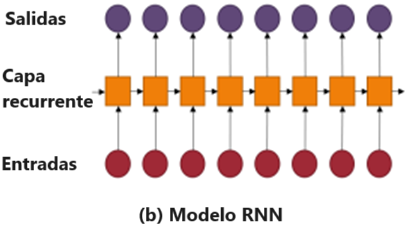 Salidas
Capa
recurrente
Entradas
(b) Modelo RNN